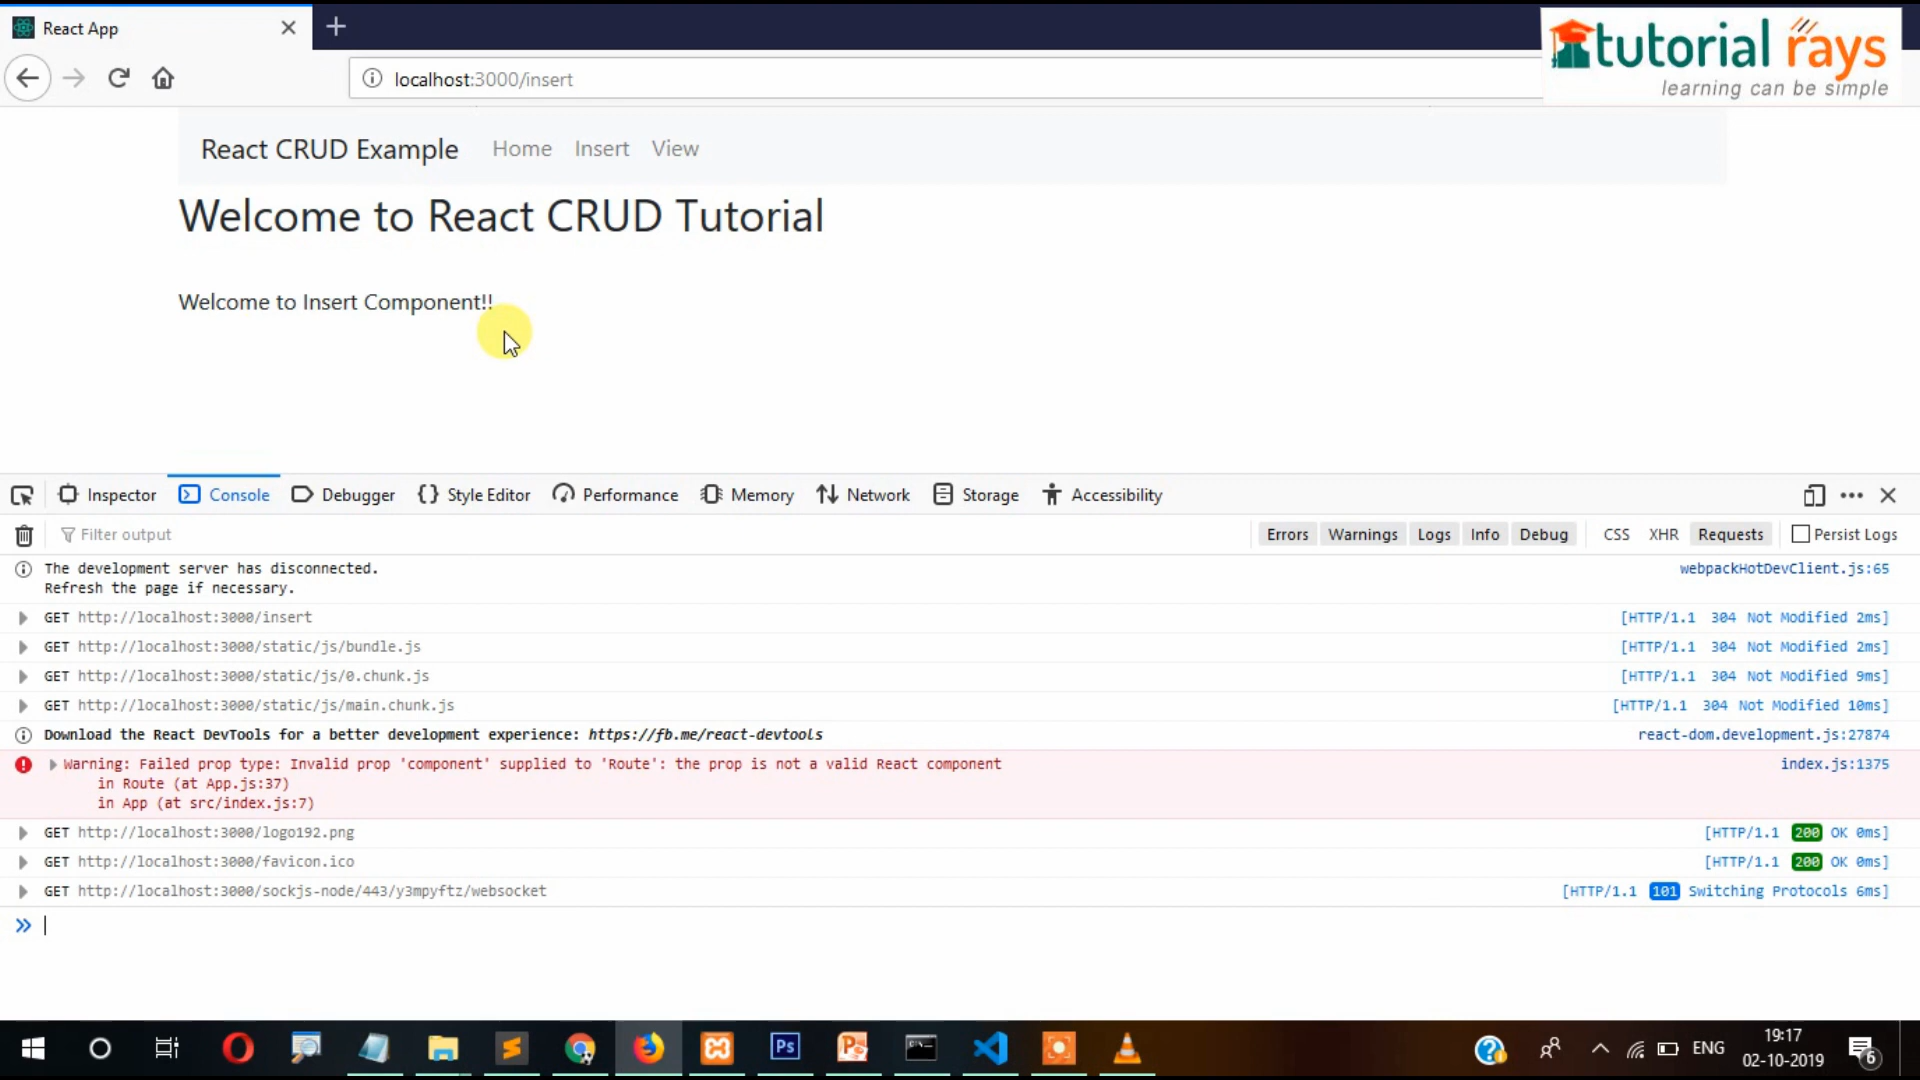 React App
tutorial rays
learning can be simple
localhost:3000/insert
React CRUD Example Home Insert View
Welcome to React CRUD Tutorial
Welcome to Insert Component!!
Inspector Console Debugger Style Editor Performance Memory Network Storage Accessibility
Filter output Errors Warnings Logs Info Debug CSS XHR Requests Persist Logs
The development server has disconnected. webpackHotDevClient.js:65
Refresh the page if necessary.
GET http://localhost:3000/insert [HTTP/1.1 304 Not Modified 2ms]
GET http://localhost:3000/static/js/bundle.js [HTTP/1.1 304 Not Modified 2ms]
GET http://localhost:3000/static/js/0.chunk.js [HTTP/1.1 304 Not Modified 9ms]
GET http://localhost:3000/static/js/main.chunk.js [HTTP/1.1 304 Not Modified 10ms]
Download the React DevTools for a better development experience: https://fb.me/react-devtools react-dom.development.js:27874
Warning: Failed prop type: Invalid prop 'component' supplied to 'Route': the prop is not a valid React component index.js:1375
in Route (at App.js:37)
in App (at src/index.js:7)
GET http://localhost:3000/logo192.png [HTTP/1.1 200 OK 0ms]
GET http://localhost:3000/favicon.ico [HTTP/1.1 200 OK 0ms]
GET http://localhost:3000/sockjs-node/443/y3mpyftz/websocket [HTTP/1.1 101 Switching Protocols 6ms]
Ps
ENG
19:17
02-10-2019
6